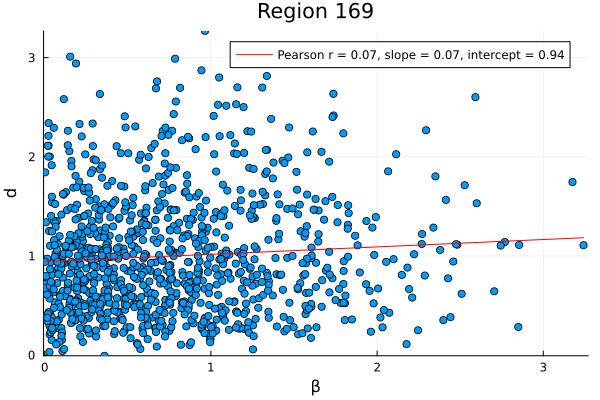 Region 169
Pearson r = 0.07, slope = 0.07, intercept = 0.94
3
2
d
1
0
0 1 2 3
β